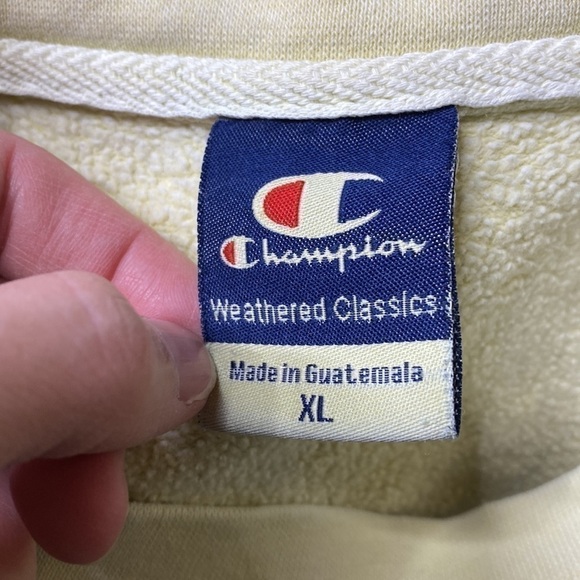 Champion
Weathered Classics
Made in Guatemala
XL